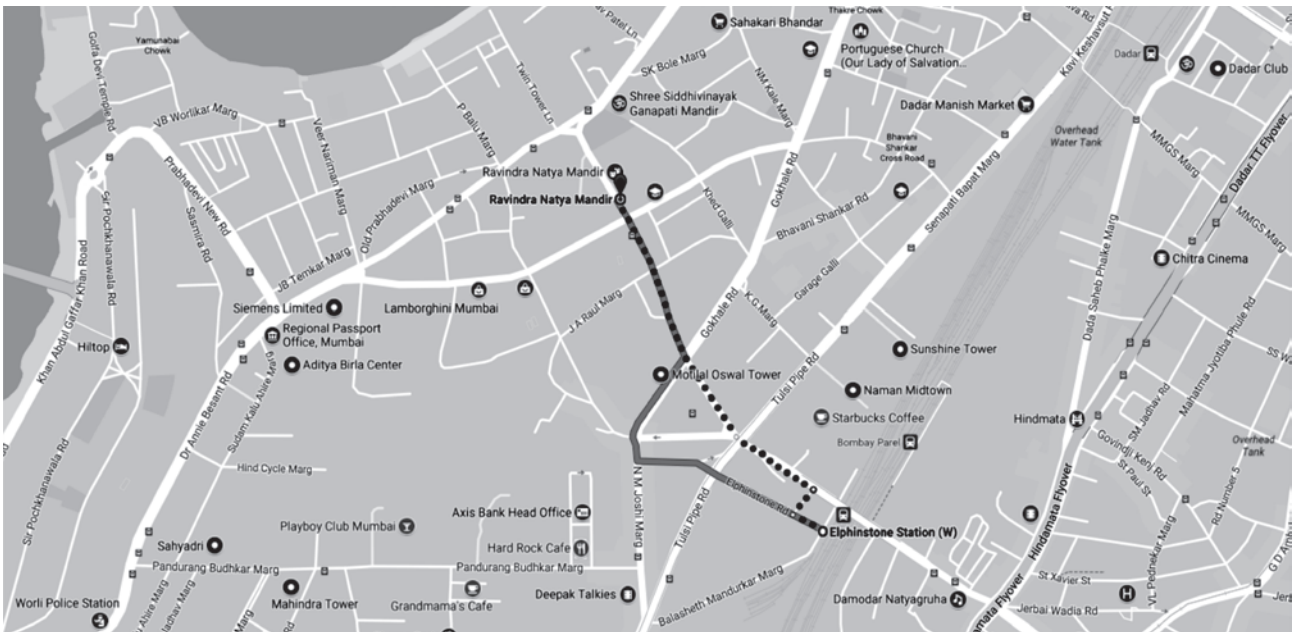 Thakre Chowk
Sahakari Bhandar
Portuguese Church
(Our Lady of Salvation...
Kavi Keshavsut
Dadar
Dadar Club
Golfa Devi Temple Rd
Yamunabai
Chowk
Patel Ln
SK Bole Marg
NM Kale Marg
Twin Tower Ln
P Balu Marg
Shree Siddhivinayak
Ganapati Mandir
Dadar Manish Market
Overhead
Water Tank
MMGS Marg
Dadar TT Flyover
VB Worlikar Marg
Veer Nariman Marg
Bhavani
Shankar
Cross Road
Gokhale Rd
Senapati Bapat Marg
Prabhadevi New Rd
Sir Pochkhanawala Rd
Sasmira Rd
Old Prabhadevi Marg
Ravindra Natya Mandir
Ravindra Natya Mandir
Khed Galli
Bhavani Shankar Rd
MMGS Marg
Khan Abdul Gaffar Khan Road
JB Temkar Marg
Chitra Cinema
Dada Saheb Phalke Marg
Garage Galli
Siemens Limited
Lamborghini Mumbai
J A Raul Marg
Gokhale Rd
K G Marg
Regional Passport
Office, Mumbai
Hiltop
Aditya Birla Center
Sunshine Tower
Mahatma Jyotiba Phule Rd
Motilal Oswal Tower
Tulsi Pipe Rd
Naman Midtown
Dr Annie Besant Rd
Sudam Kalu Ahire Marg
Starbucks Coffee
Hindmata
SM Jadhav Rd
Bombay Parel
Govindji Keni Rd
Overhead
Tank
Sir Pochkhanawala Rd
Hind Cycle Marg
N M Joshi Marg
Elphinstone Rd
St Paul St
Rd Number 5
Axis Bank Head Office
Playboy Club Mumbai
Tulsi Pipe Rd
Elphinstone Station (W)
Hindamata Flyover
Sahyadri
Hard Rock Cafe
Pandurang Budhkar Marg
Pandurang Budhkar Marg
VL Pednekar Marg
St Xavier St
Mahindra Tower
Grandmama's Cafe
Deepak Talkies
Balasheth Mandurkar Marg
Damodar Natyagruha
Jerbai Wadia Rd
Worli Police Station